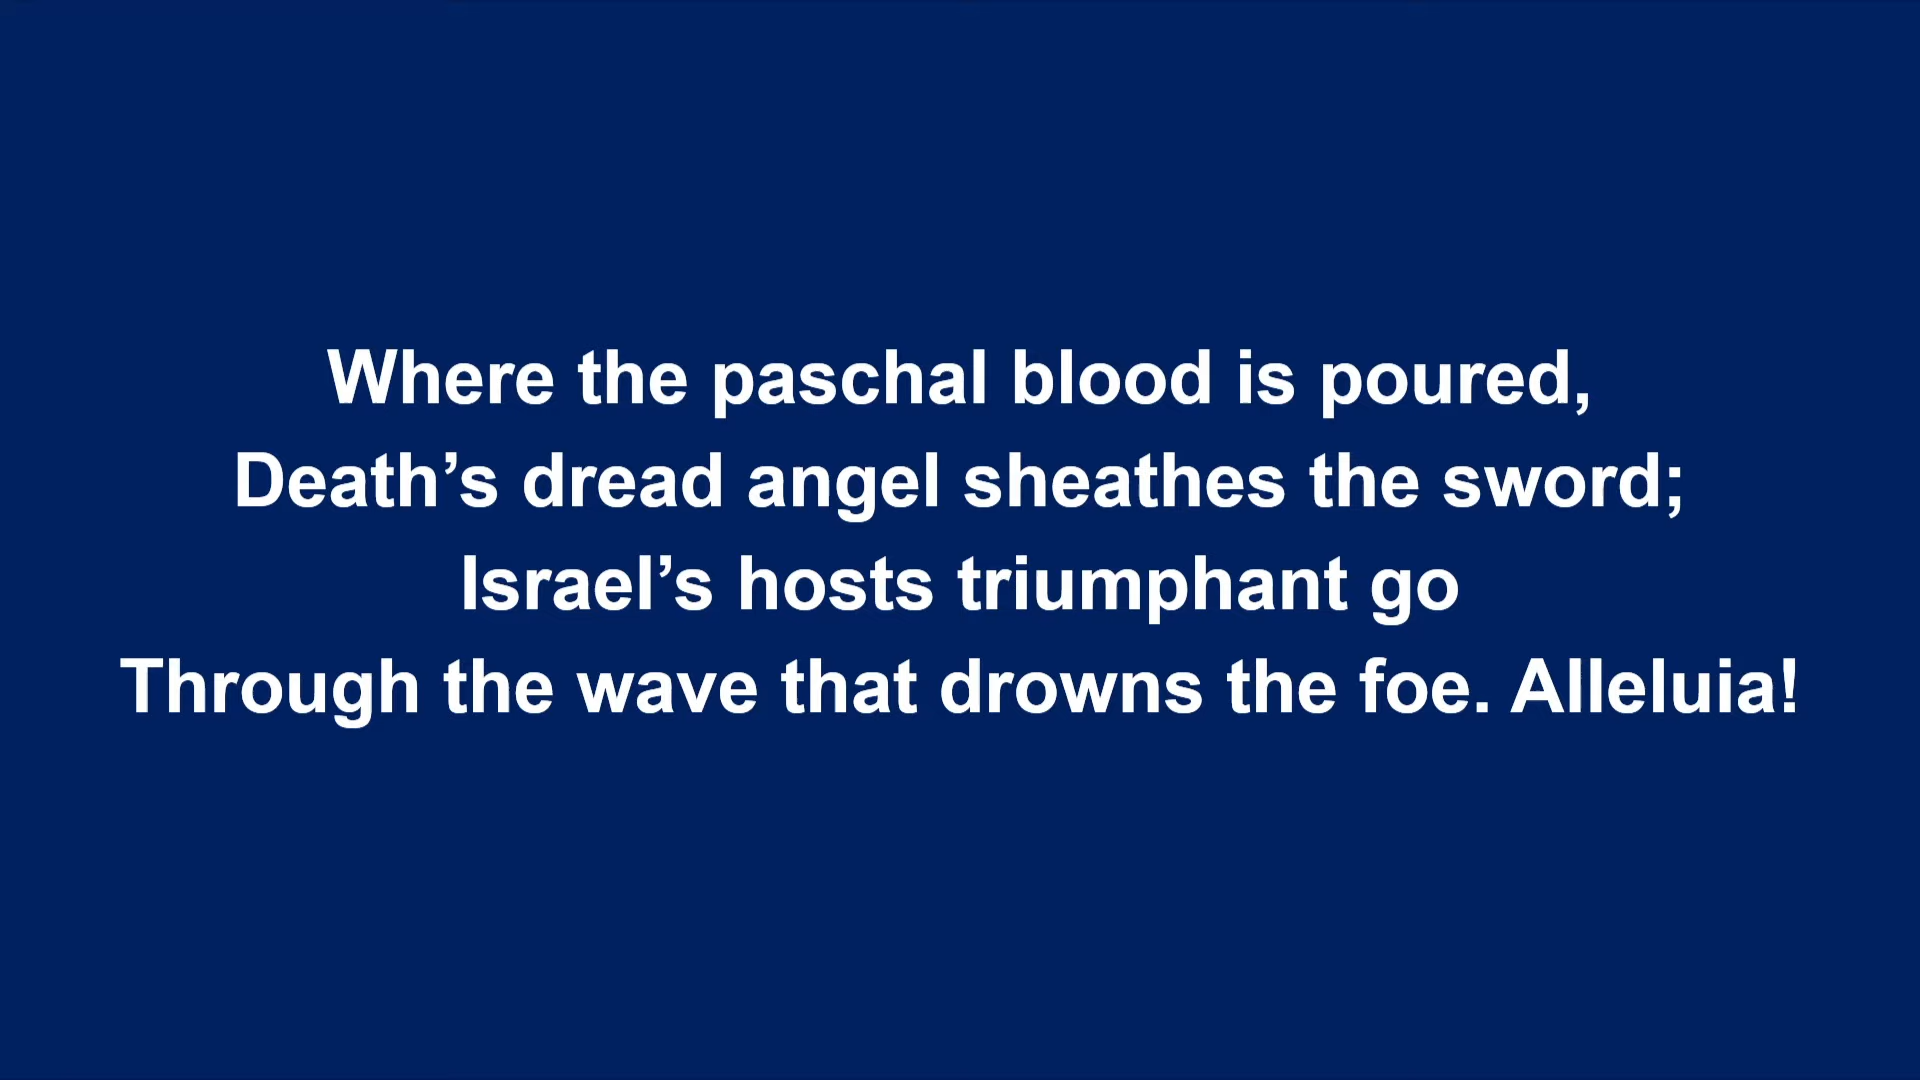 Where the paschal blood is poured,
Death’s dread angel sheathes the sword;
Israel’s hosts triumphant go
Through the wave that drowns the foe. Alleluia!